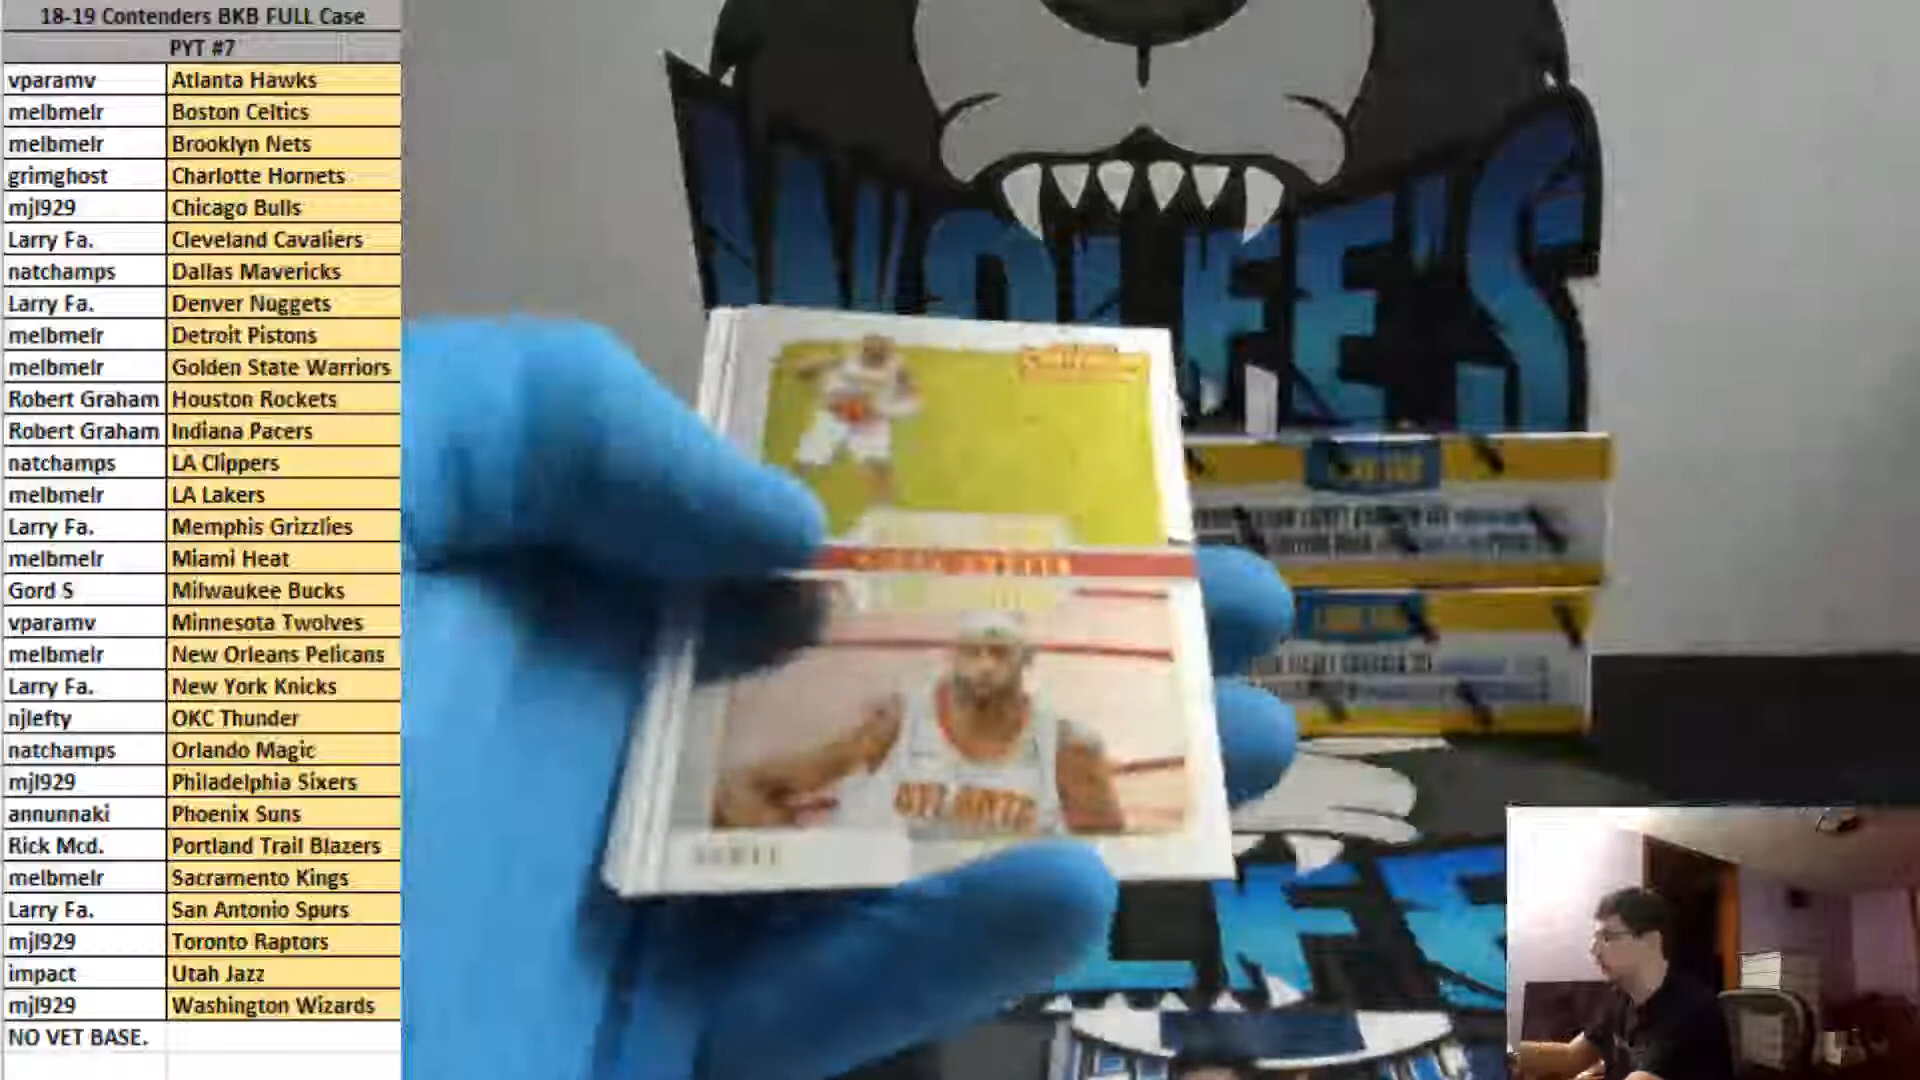 18-19 Contenders BKB FULL Case
PYT #7
vparamv Atlanta Hawks
melbmelr Boston Celtics
melbmelr Brooklyn Nets
grimghost Charlotte Hornets
mjl929 Chicago Bulls
Larry Fa. Cleveland Cavaliers
natchamps Dallas Mavericks
Larry Fa. Denver Nuggets
melbmelr Detroit Pistons
melbmelr Golden State Warriors
Robert Graham Houston Rockets
Robert Graham Indiana Pacers
natchamps LA Clippers
melbmelr LA Lakers
Larry Fa. Memphis Grizzlies
melbmelr Miami Heat
Gord S Milwaukee Bucks
vparamv Minnesota Twolves
melbmelr New Orleans Pelicans
Larry Fa. New York Knicks
njlefty OKC Thunder
natchamps Orlando Magic
mjl929 Philadelphia Sixers
annunnaki Phoenix Suns
Rick Mcd. Portland Trail Blazers
melbmelr Sacramento Kings
Larry Fa. San Antonio Spurs
mjl929 Toronto Raptors
impact Utah Jazz
mjl929 Washington Wizards
NO VET BASE.
WOLFE'S
ATLANTA